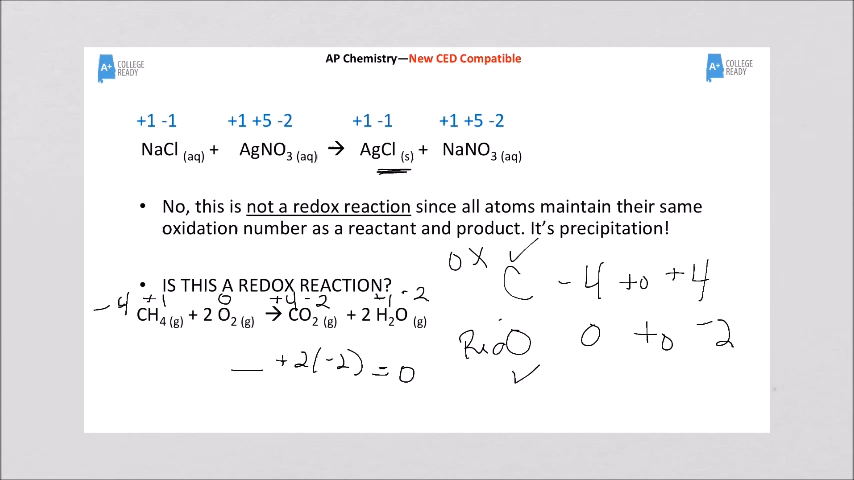 A+ COLLEGE READY
AP Chemistry—New CED Compatible
A+ COLLEGE READY
+1 -1 +1 +5 -2 +1 -1 +1 +5 -2
NaCl (aq) + AgNO3 (aq) → AgCl (s) + NaNO3 (aq)
• No, this is not a redox reaction since all atoms maintain their same
oxidation number as a reactant and product. It's precipitation!
• IS THIS A REDOX REACTION?
-4 +1 0 +4 -2 +1 -2
CH4 (g) + 2 O2 (g) → CO2 (g) + 2 H2O (g)
__ +2(-2) = 0
OX C -4 to +4
Red O 0 to -2